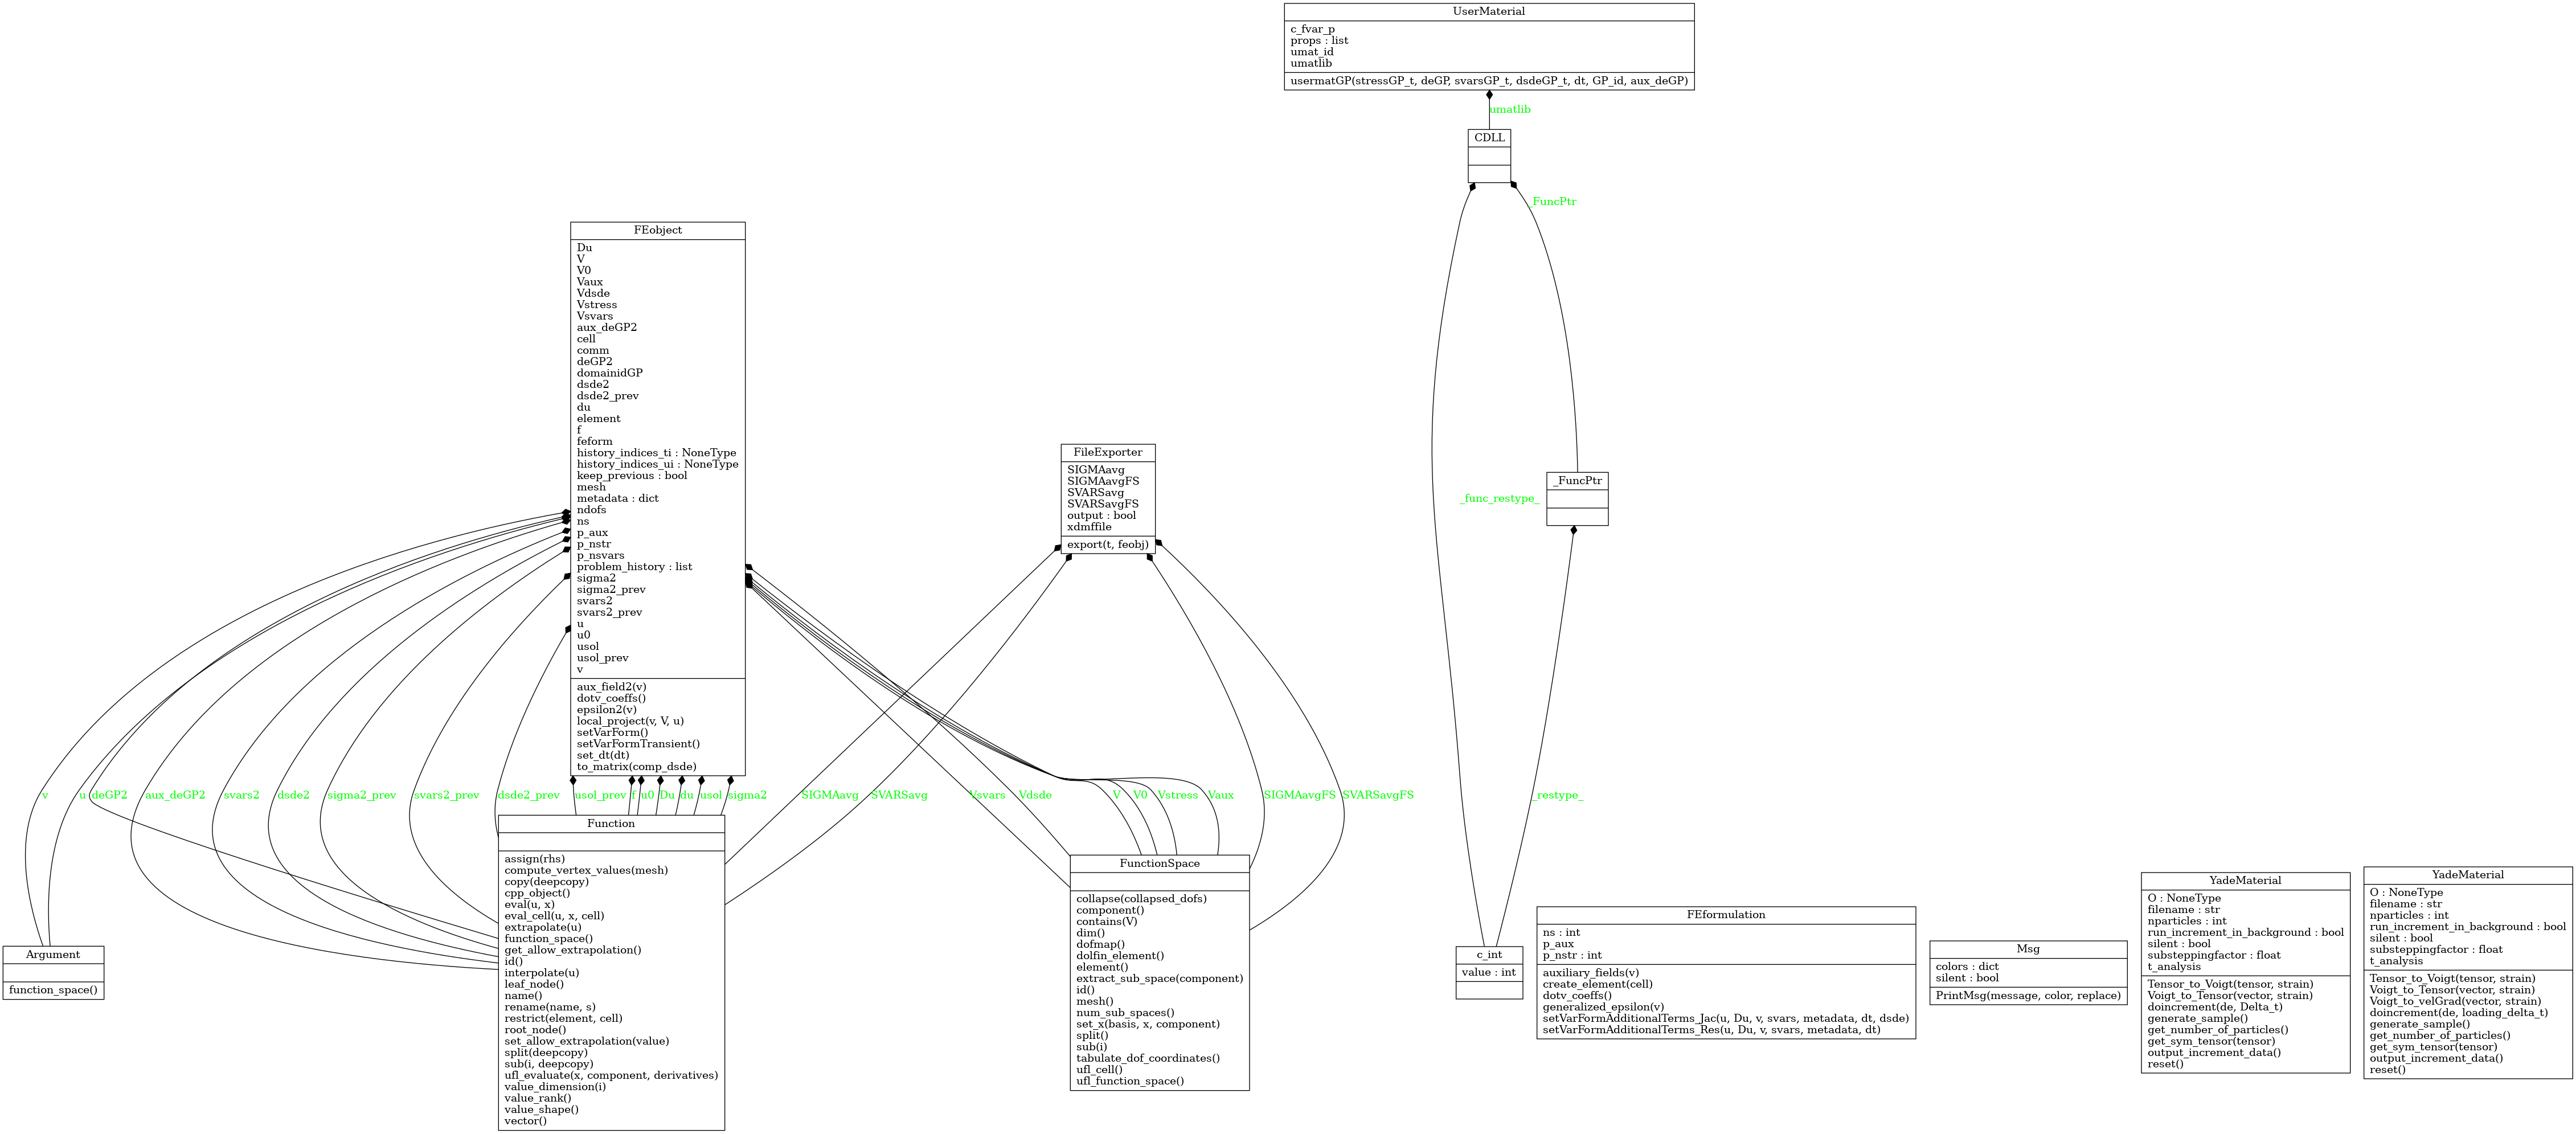 UserMaterial
c_fvar_p
props : list
umat_id
umatlib
usermatGP(stressGP_t, deGP, svarsGP_t, dsdeGP_t, dt, GP_id, aux_deGP)
umatlib
CDLL
_FuncPtr
FEobject
Du
V
V0
Vaux
Vdsde
Vstress
Vsvars
aux_deGP2
cell
comm
deGP2
domainidGP
dsde2
dsde2_prev
du
element
f
feform
history_indices_ti : NoneType
history_indices_ui : NoneType
keep_previous : bool
mesh
metadata : dict
ndofs
ns
p_aux
p_nstr
p_nsvars
problem_history : list
sigma2
sigma2_prev
svars2
svars2_prev
u
u0
usol
usol_prev
v
aux_field2(v)
dotv_coeffs()
epsilon2(v)
local_project(v, V, u)
setVarForm()
setVarFormTransient()
set_dt(dt)
to_matrix(comp_dsde)
FileExporter
SIGMAavg
SIGMAavgFS
SVARSavg
SVARSavgFS
output : bool
xdmffile
export(t, feobj)
_func_restype_
_FuncPtr
v
u
deGP2
aux_deGP2
svars2
dsde2
sigma2_prev
svars2_prev
dsde2_prev
usol_prev
f
u0
Du
du
usol
sigma2
SIGMAavg
SVARSavg
Vsvars
Vdsde
V
V0
Vstress
Vaux
SIGMAavgFS
SVARSavgFS
_restype_
Argument
function_space()
Function
assign(rhs)
compute_vertex_values(mesh)
copy(deepcopy)
cpp_object()
eval(u, x)
eval_cell(u, x, cell)
extrapolate(u)
function_space()
get_allow_extrapolation()
id()
interpolate(u)
leaf_node()
name()
rename(name, s)
restrict(element, cell)
root_node()
set_allow_extrapolation(value)
split(deepcopy)
sub(i, deepcopy)
ufl_evaluate(x, component, derivatives)
value_dimension(i)
value_rank()
value_shape()
vector()
FunctionSpace
collapse(collapsed_dofs)
component()
contains(V)
dim()
dofmap()
dolfin_element()
element()
extract_sub_space(component)
id()
mesh()
num_sub_spaces()
set_x(basis, x, component)
split()
sub(i)
tabulate_dof_coordinates()
ufl_cell()
ufl_function_space()
c_int
value : int
FEformulation
ns : int
p_aux
p_nstr : int
auxiliary_fields(v)
create_element(cell)
dotv_coeffs()
generalized_epsilon(v)
setVarFormAdditionalTerms_Jac(u, Du, v, svars, metadata, dt, dsde)
setVarFormAdditionalTerms_Res(u, Du, v, svars, metadata, dt)
Msg
colors : dict
silent : bool
PrintMsg(message, color, replace)
YadeMaterial
O : NoneType
filename : str
nparticles : int
run_increment_in_background : bool
silent : bool
substeppingfactor : float
t_analysis
Tensor_to_Voigt(tensor, strain)
Voigt_to_Tensor(vector, strain)
doincrement(de, Delta_t)
generate_sample()
get_number_of_particles()
get_sym_tensor(tensor)
output_increment_data()
reset()
YadeMaterial
O : NoneType
filename : str
nparticles : int
run_increment_in_background : bool
silent : bool
substeppingfactor : float
t_analysis
Tensor_to_Voigt(tensor, strain)
Voigt_to_Tensor(vector, strain)
Voigt_to_velGrad(vector, strain)
doincrement(de, loading_delta_t)
generate_sample()
get_number_of_particles()
get_sym_tensor(tensor)
output_increment_data()
reset()